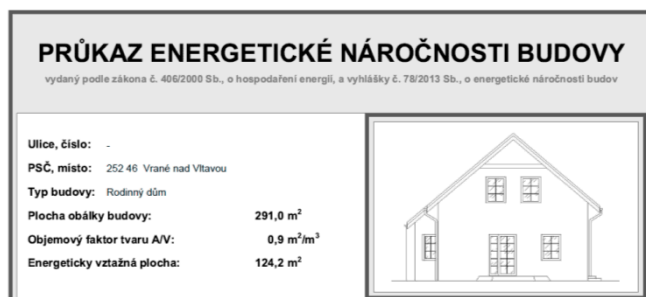 PRŮKAZ ENERGETICKÉ NÁROČNOSTI BUDOVY
vydaný podle zákona č. 406/2000 Sb., o hospodaření energií, a vyhlášky č. 78/2013 Sb., o energetické náročnosti budov
Ulice, číslo: -
PSČ, místo: 252 46 Vrané nad Vltavou
Typ budovy: Rodinný dům
Plocha obálky budovy: 291,0 m²
Objemový faktor tvaru A/V: 0,9 m²/m³
Energeticky vztažná plocha: 124,2 m²